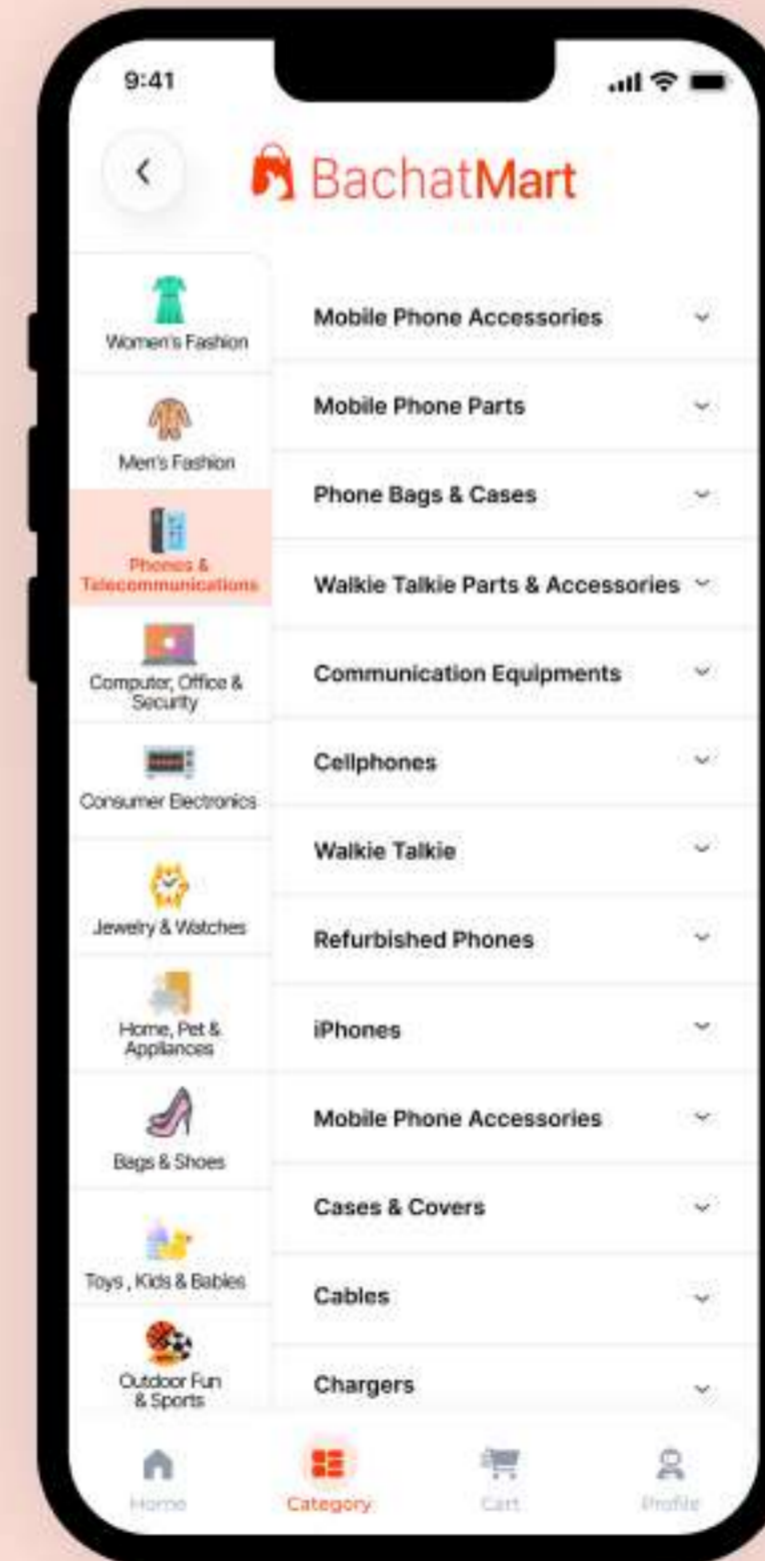 9:41
BachatMart
Women's Fashion
Men's Fashion
Phones &
Telecommunications
Computer, Office &
Security
Consumer Electronics
Jewelry & Watches
Home, Pet &
Appliances
Bags & Shoes
Toys , Kids & Babies
Outdoor Fun
& Sports
Mobile Phone Accessories
Mobile Phone Parts
Phone Bags & Cases
Walkie Talkie Parts & Accessories
Communication Equipments
Cellphones
Walkie Talkie
Refurbished Phones
iPhones
Mobile Phone Accessories
Cases & Covers
Cables
Chargers
Home
Category
Cart
Profile